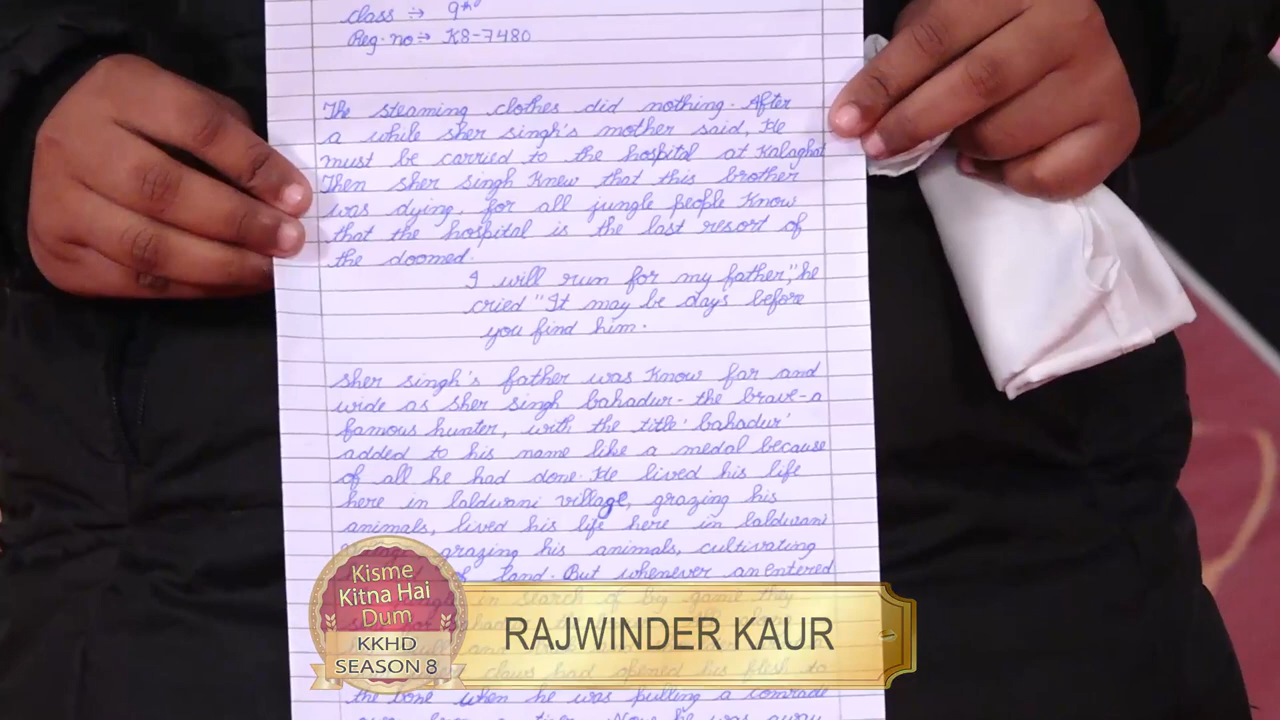 class ⇒ 9th
Reg. no ⇒ K8-7480
The steaming clothes did nothing. After
a while sher singh's mother said, He
must be carried to the hospital at Kalaghat
Then sher singh Knew that this brother
was dying, for all jungle people Know
that the hospital is the last resort of
the doomed.
I will run for my father," he
cried "It may be days before
you find him.
sher singh's father was Know far and
wide as sher singh bahadur- the brave-a
famous hunter, with the title 'bahadur'
added to his name like a medal because
of all he had done. He lived his life
here in laldwani village, grazing his
animals, lived his life here in laldwani
grazing his animals, cultivating
of land. But whenever an entered
in search of big game they
claws had opened his flesh to
the bone when he was pulling a comrade
Now he was away
Kisme
Kitna Hai
Dum
KKHD
SEASON 8
RAJWINDER KAUR